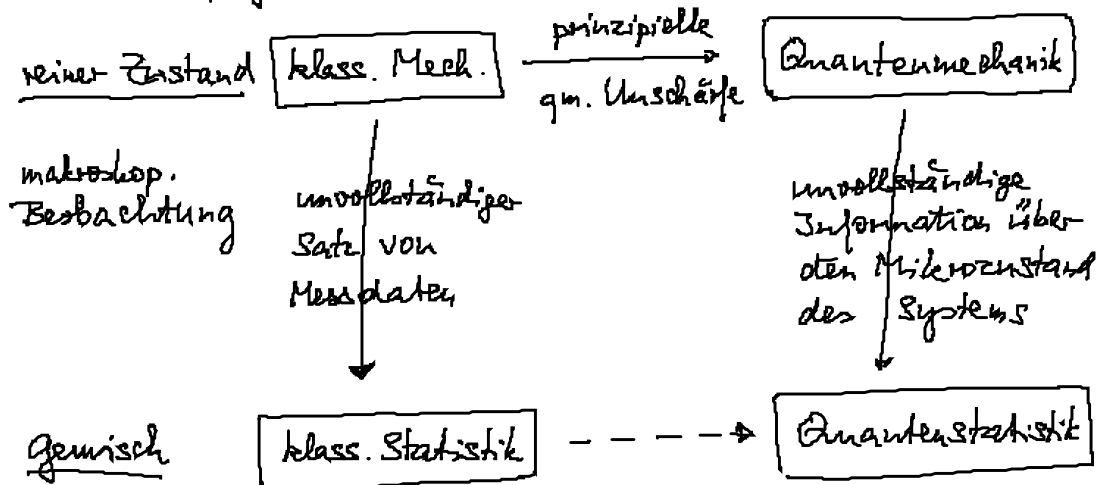 reiner Zustand
klass. Mech.
prinzipielle
qm. Unschärfe
Quantenmechanik
makroskop.
Beobachtung
unvollständiger
Satz von
Messdaten
unvollständige
Information über
den Mikrozustand
des Systems
Gemisch
klass. Statistik
Quantenstatistik